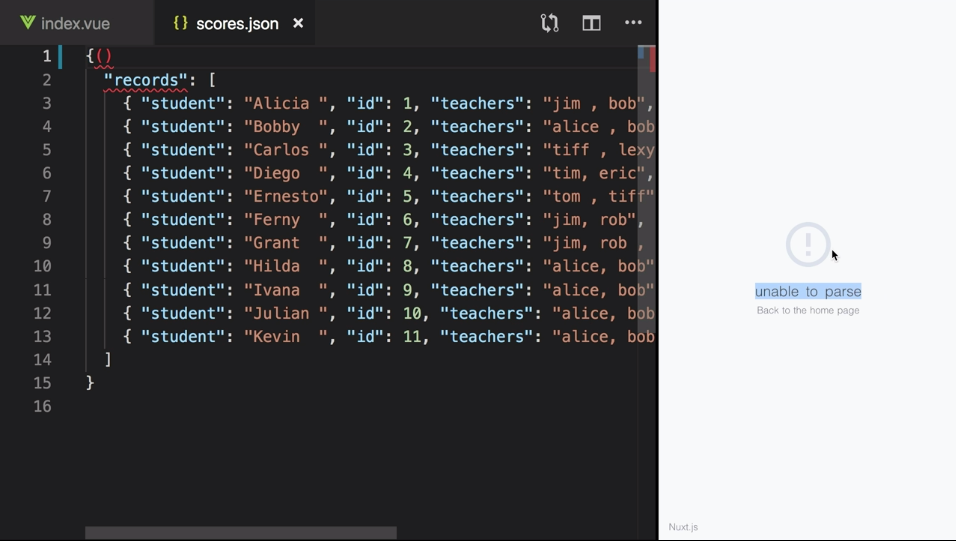 index.vue
{ } scores.json ×
1 {()
2 "records": [
3 { "student": "Alicia ", "id": 1, "teachers": "jim , bob",
4 { "student": "Bobby  ", "id": 2, "teachers": "alice , bob
5 { "student": "Carlos ", "id": 3, "teachers": "tiff , lexy
6 { "student": "Diego  ", "id": 4, "teachers": "tim, eric",
7 { "student": "Ernesto", "id": 5, "teachers": "tom , tiff"
8 { "student": "Ferny  ", "id": 6, "teachers": "jim, rob",
9 { "student": "Grant  ", "id": 7, "teachers": "jim, rob ,
10 { "student": "Hilda  ", "id": 8, "teachers": "alice, bob"
11 { "student": "Ivana  ", "id": 9, "teachers": "alice, bob"
12 { "student": "Julian ", "id": 10, "teachers": "alice, bob
13 { "student": "Kevin  ", "id": 11, "teachers": "alice, bob
14 ]
15 }
16
unable to parse
Back to the home page
Nuxt.js